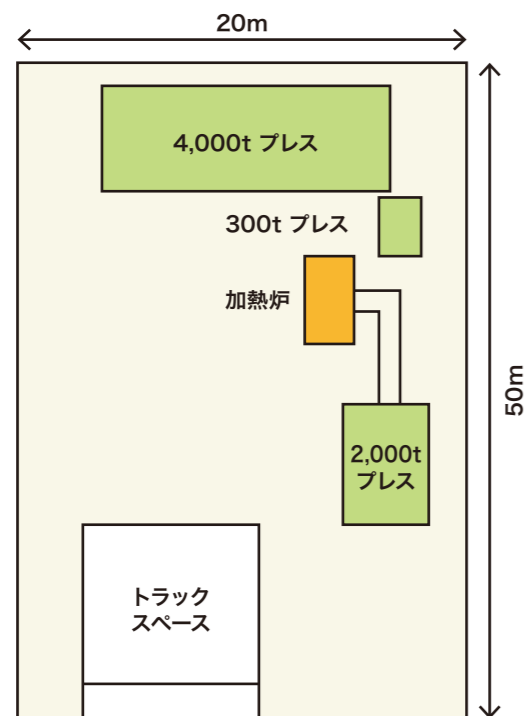 20m
4,000t プレス
300t プレス
加熱炉
50m
2,000t
プレス
トラック
スペース